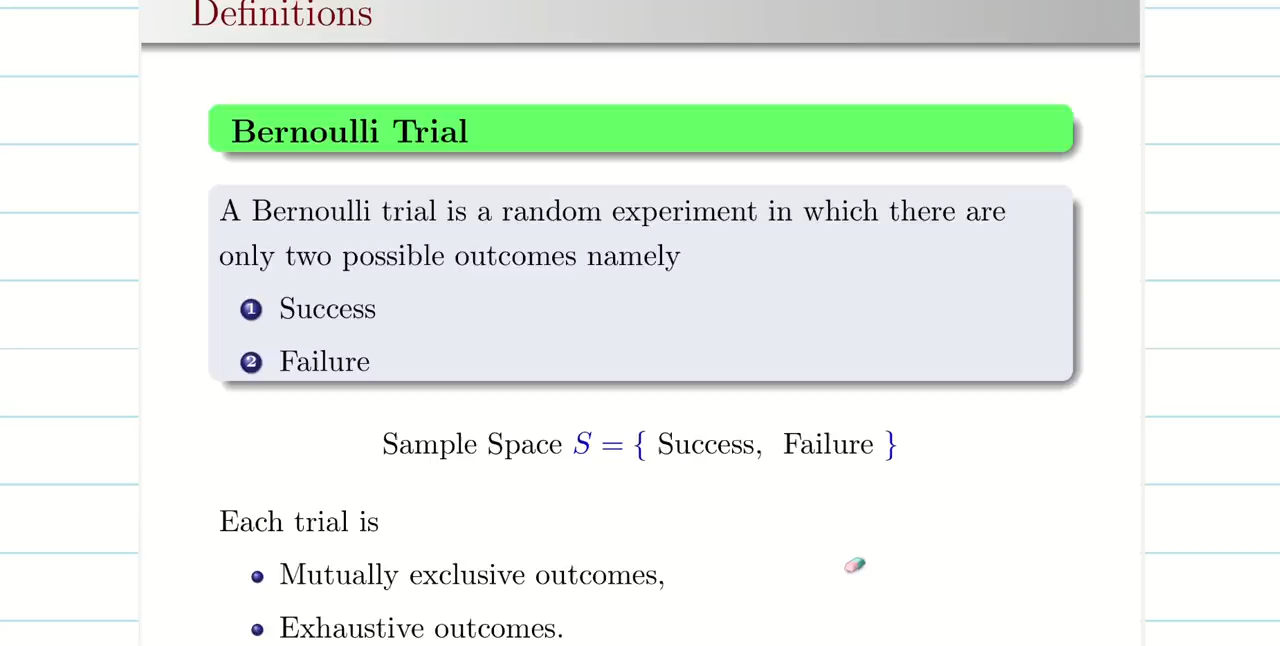 Definitions
Bernoulli Trial
A Bernoulli trial is a random experiment in which there are
only two possible outcomes namely
1 Success
2 Failure
Sample Space S = { Success, Failure }
Each trial is
Mutually exclusive outcomes,
Exhaustive outcomes.